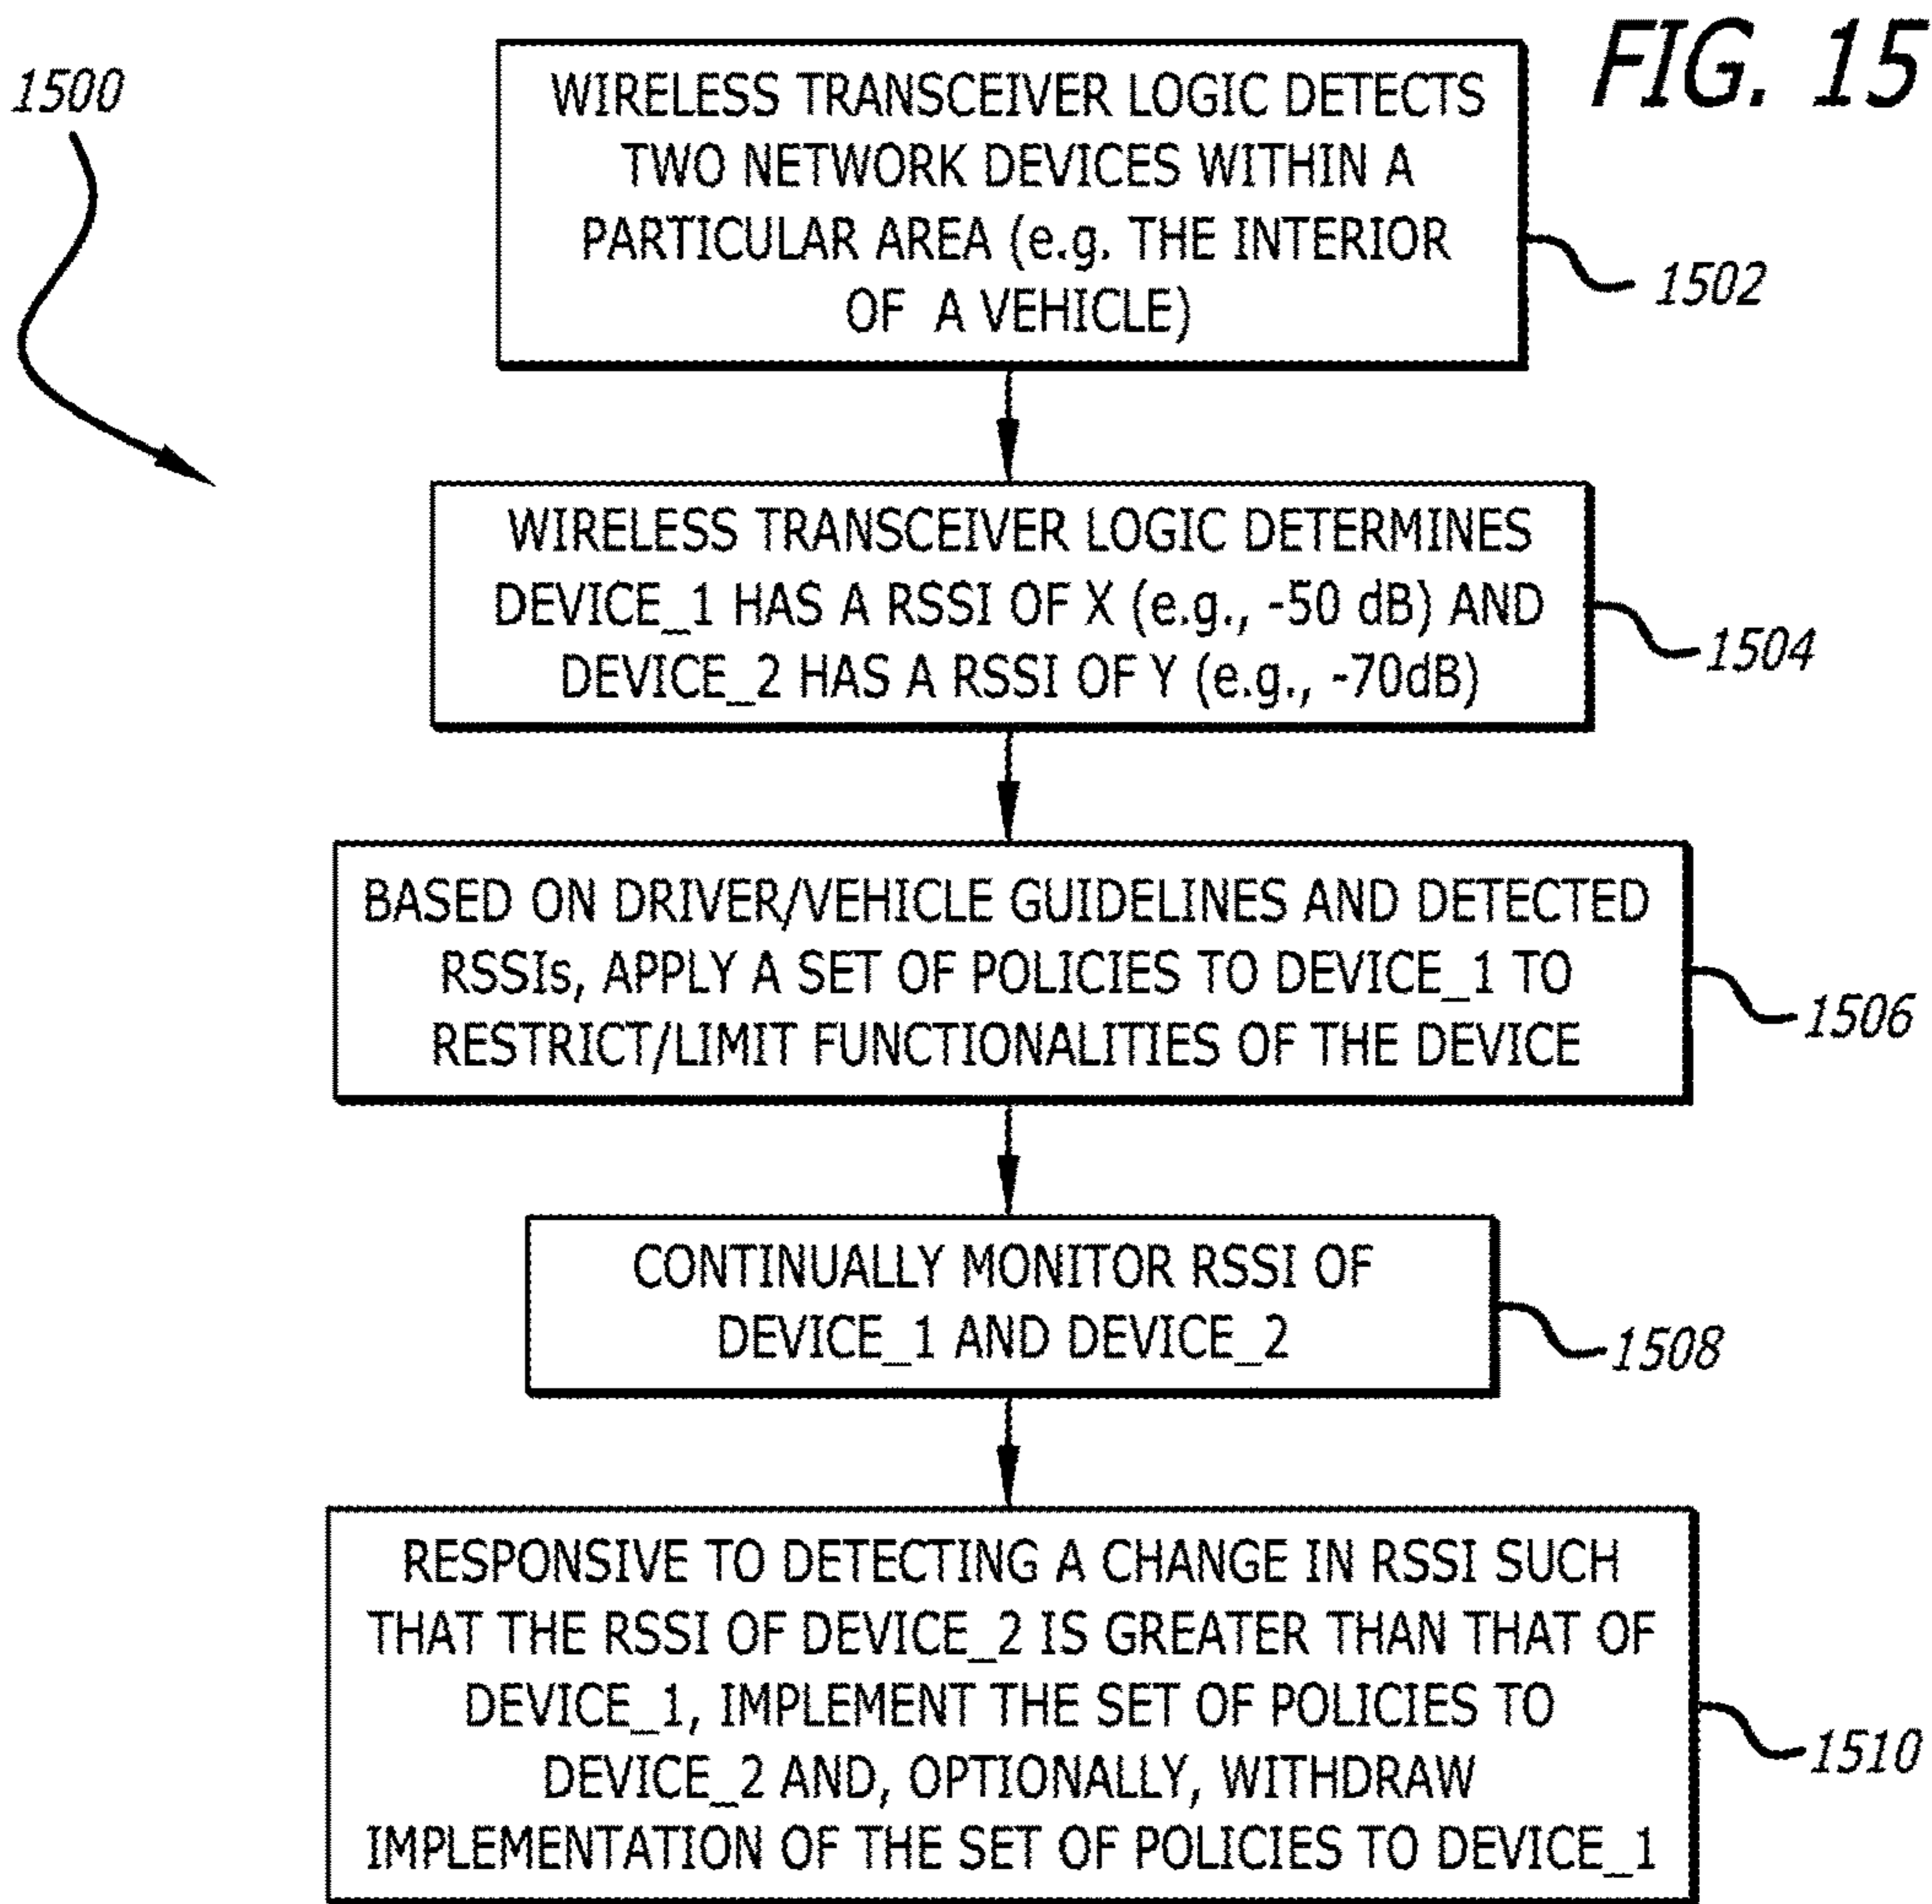 FIG. 15
1500
WIRELESS TRANSCEIVER LOGIC DETECTS
TWO NETWORK DEVICES WITHIN A
PARTICULAR AREA (e.g. THE INTERIOR
OF A VEHICLE)
1502
WIRELESS TRANSCEIVER LOGIC DETERMINES
DEVICE_1 HAS A RSSI OF X (e.g., -50 dB) AND
DEVICE_2 HAS A RSSI OF Y (e.g., -70dB)
1504
BASED ON DRIVER/VEHICLE GUIDELINES AND DETECTED
RSSIs, APPLY A SET OF POLICIES TO DEVICE_1 TO
RESTRICT/LIMIT FUNCTIONALITIES OF THE DEVICE
1506
CONTINUALLY MONITOR RSSI OF
DEVICE_1 AND DEVICE_2
1508
RESPONSIVE TO DETECTING A CHANGE IN RSSI SUCH
THAT THE RSSI OF DEVICE_2 IS GREATER THAN THAT OF
DEVICE_1, IMPLEMENT THE SET OF POLICIES TO
DEVICE_2 AND, OPTIONALLY, WITHDRAW
IMPLEMENTATION OF THE SET OF POLICIES TO DEVICE_1
1510